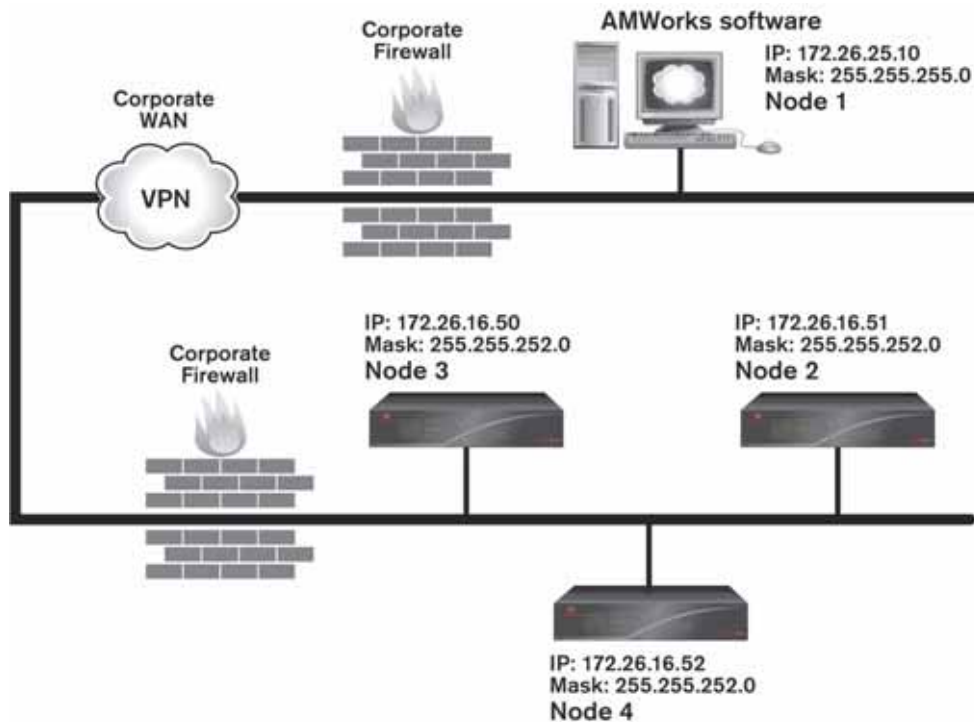 AMWorks software
IP: 172.26.25.10
Mask: 255.255.255.0
Node 1
Corporate
Firewall
Corporate
WAN
VPN
IP: 172.26.16.50
Mask: 255.255.252.0
Node 3
IP: 172.26.16.51
Mask: 255.255.252.0
Node 2
Corporate
Firewall
IP: 172.26.16.52
Mask: 255.255.252.0
Node 4